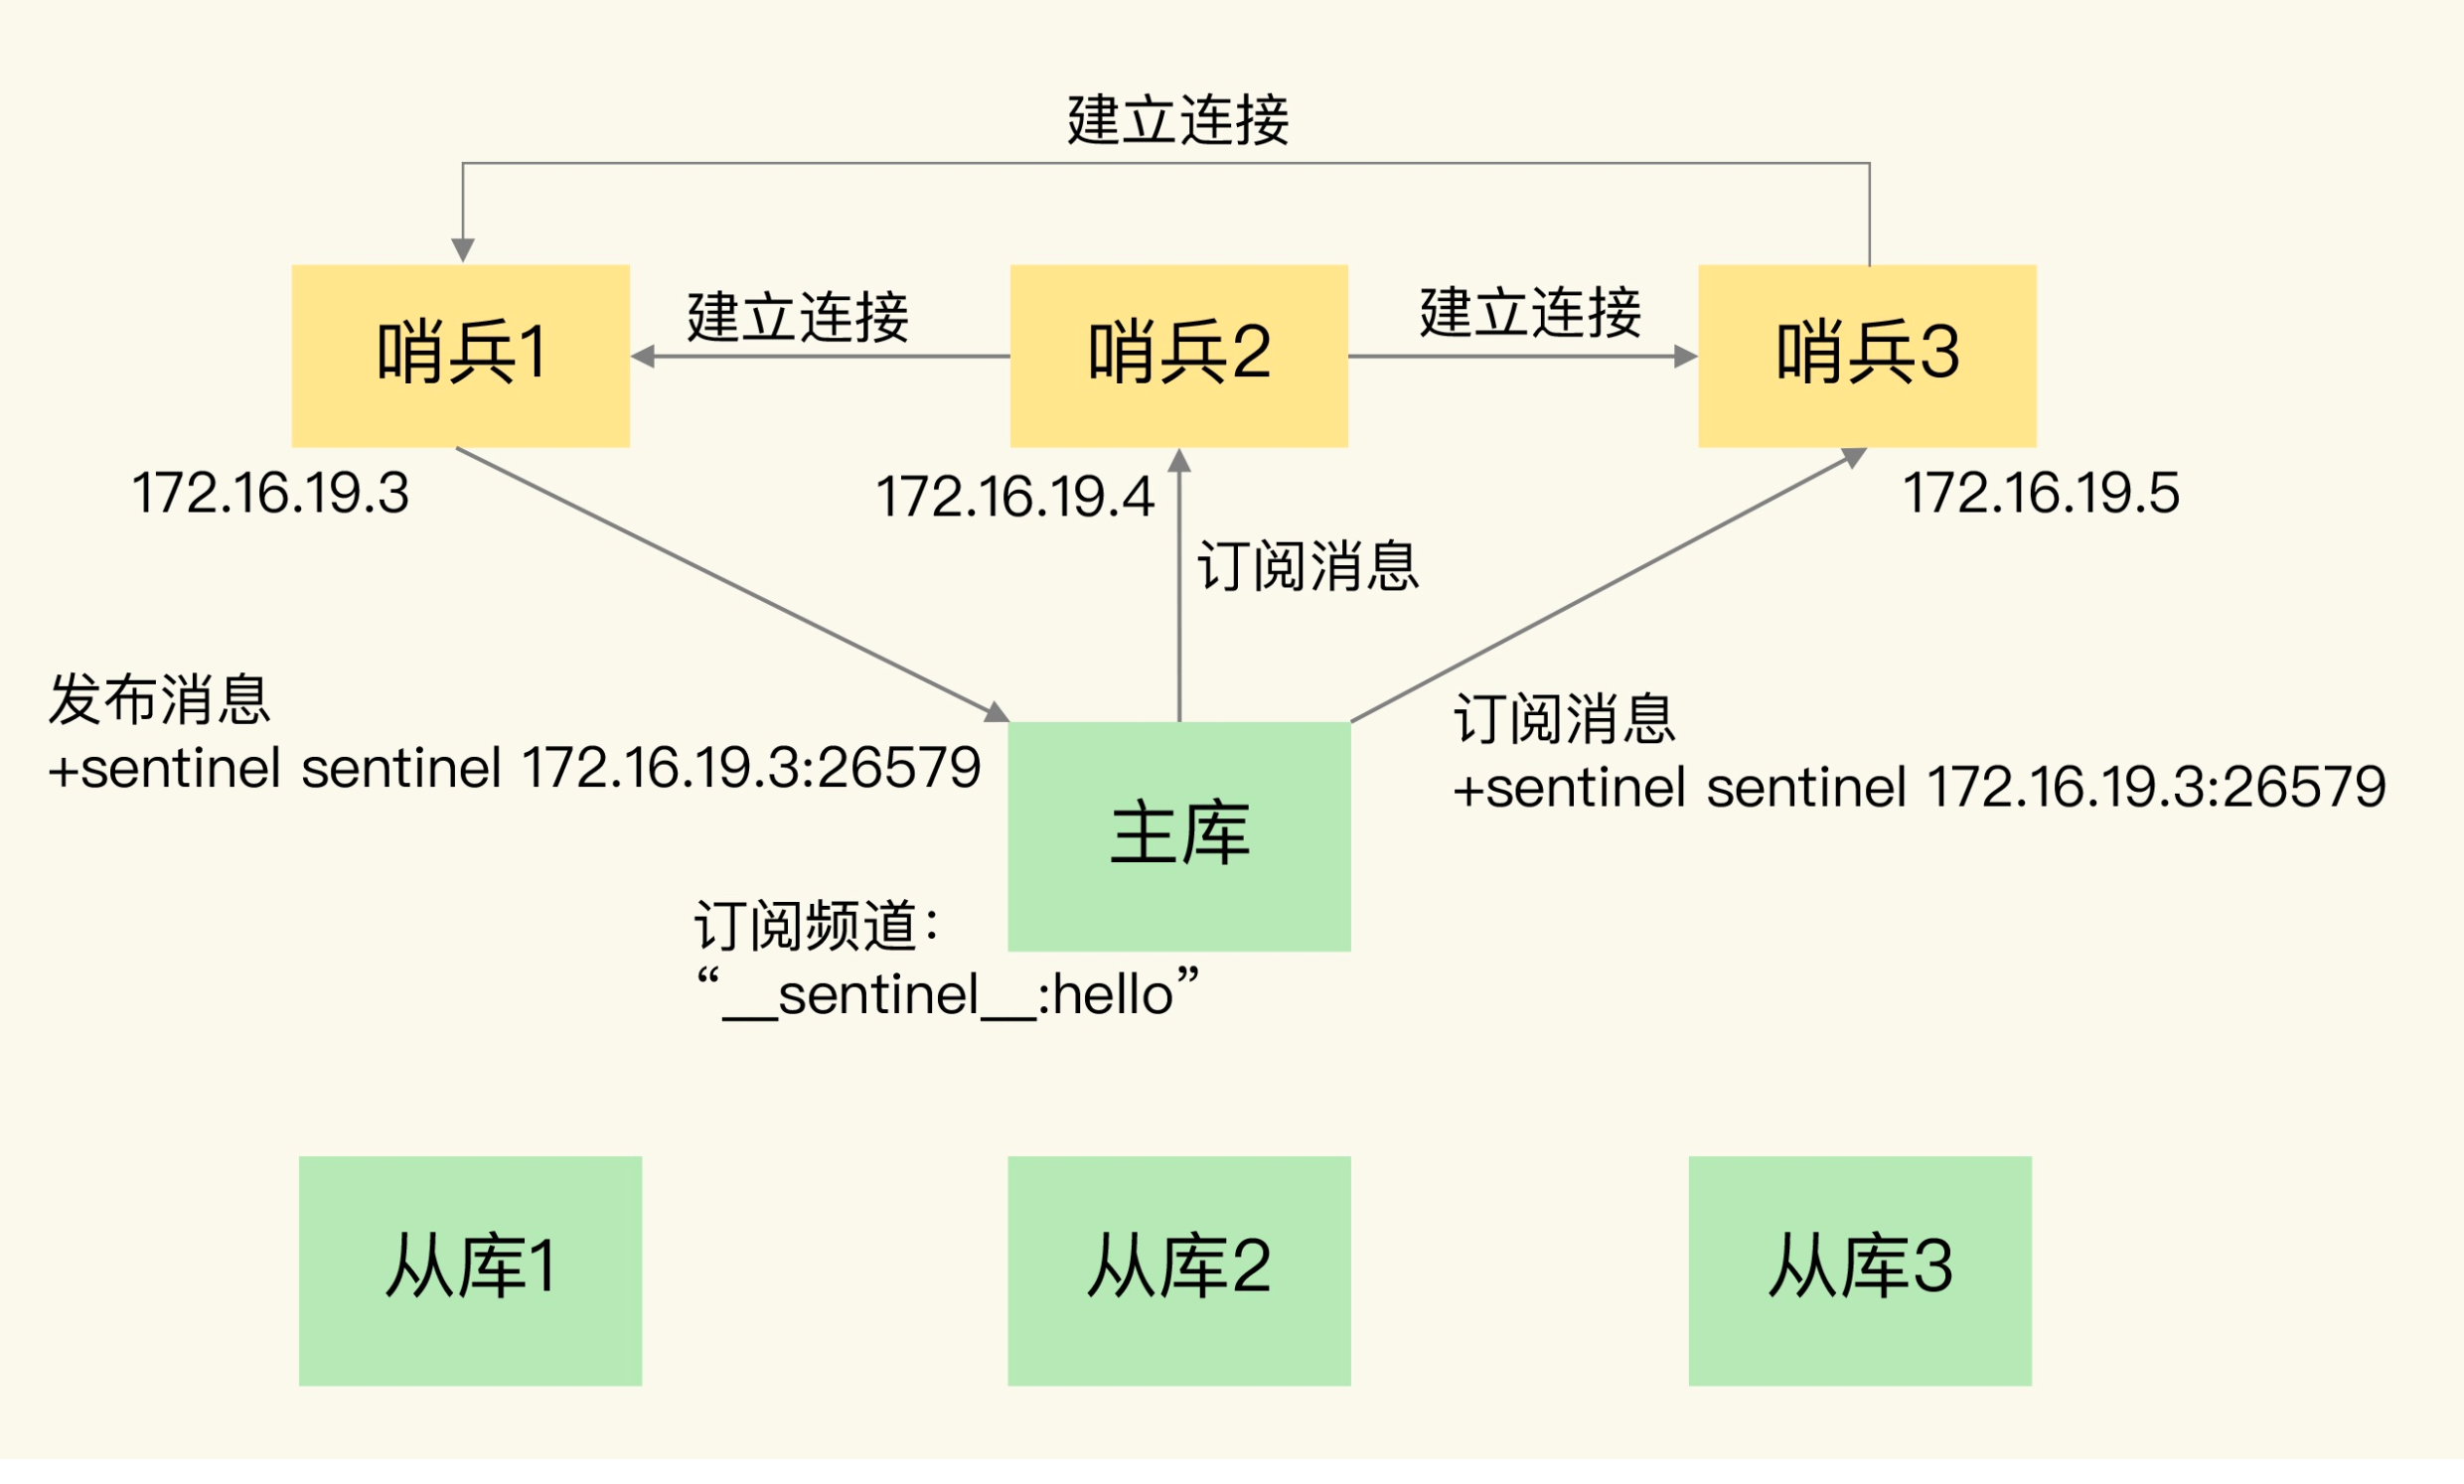 建立连接
哨兵1
建立连接
哨兵2
建立连接
哨兵3
172.16.19.3
172.16.19.4
172.16.19.5
订阅消息
发布消息
+sentinel sentinel 172.16.19.3:26579
订阅消息
+sentinel sentinel 172.16.19.3:26579
主库
订阅频道：
“__sentinel__:hello”
从库1
从库2
从库3